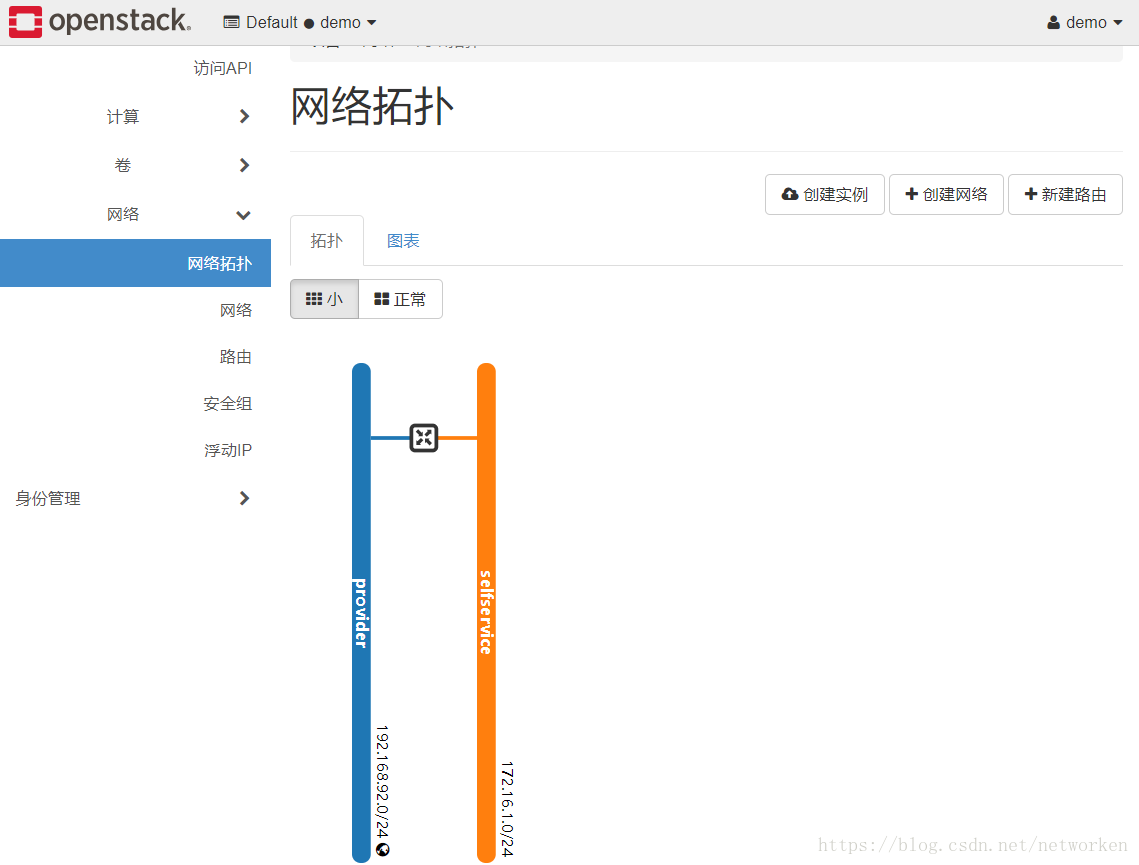 openstack.
Default ● demo
demo
访问API
计算
卷
网络
网络拓扑
网络
路由
安全组
浮动IP
身份管理
网络拓扑
创建实例
创建网络
新建路由
拓扑
图表
小
正常
provider
192.168.92.0/24
selfservice
172.16.1.0/24
https://blog.csdn.net/networken